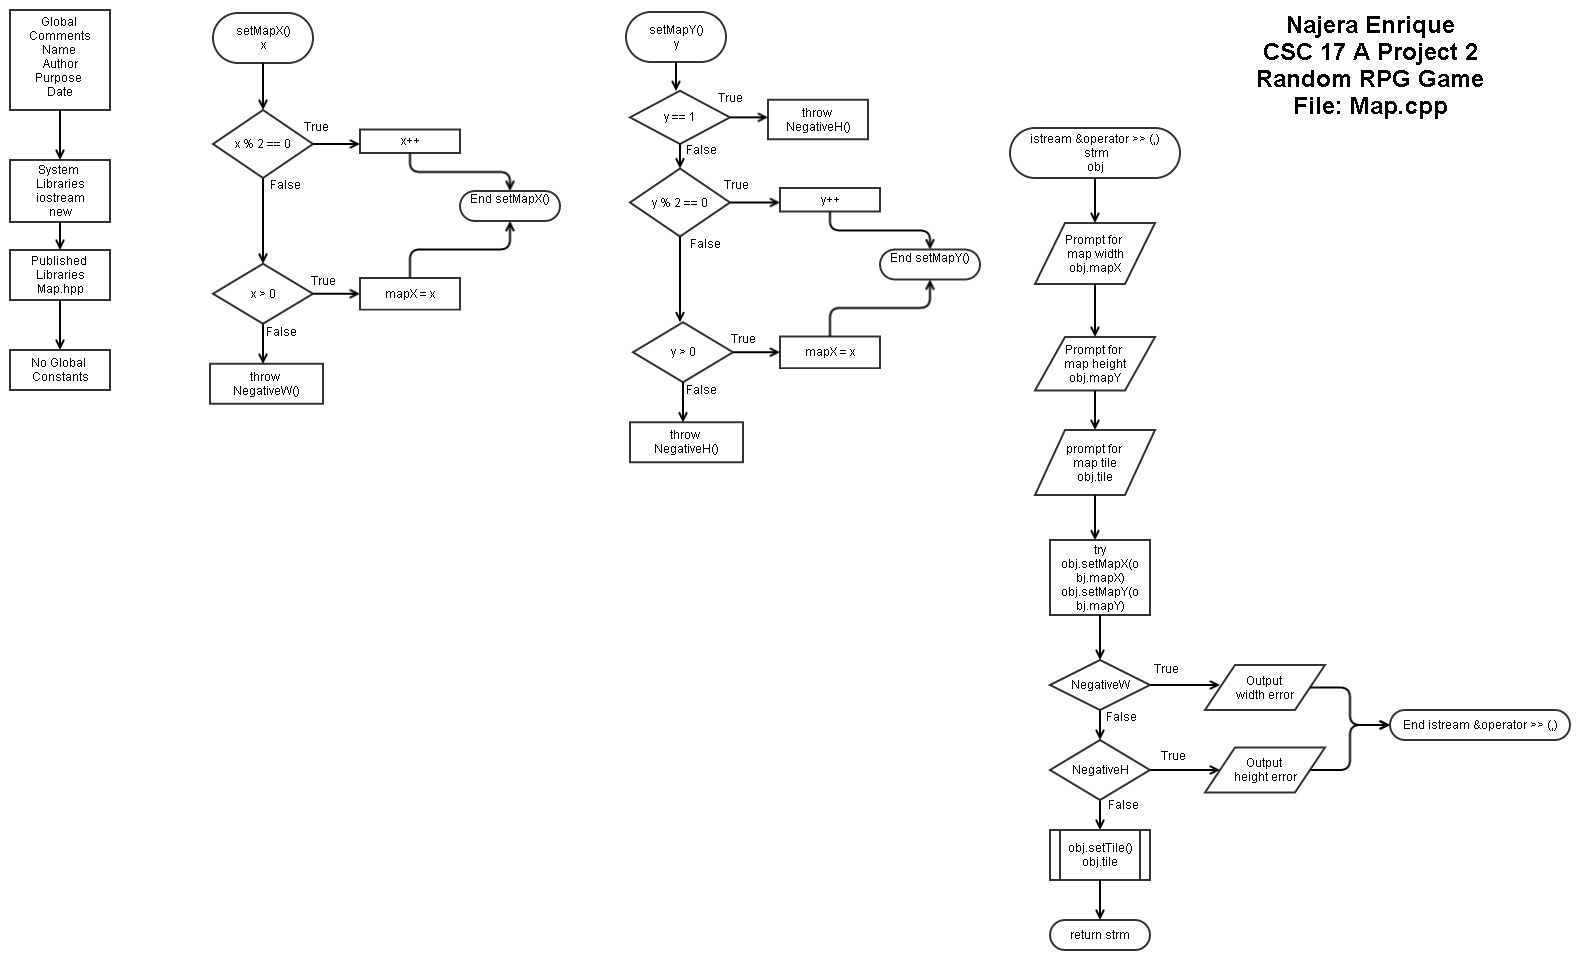 Najera Enrique
CSC 17 A Project 2
Random RPG Game
File: Map.cpp
Global
Comments
Name
Author
Purpose
Date
System
Libraries
iostream
new
Published
Libraries
Map.hpp
No Global
Constants
setMapX()
x
x % 2 == 0
True
x++
False
End setMapX()
x > 0
True
mapX = x
False
throw
NegativeW()
setMapY()
y
y == 1
True
throw
NegativeH()
False
y % 2 == 0
True
y++
False
End setMapY()
y > 0
True
mapX = x
False
throw
NegativeH()
istream &operator >> (,)
strm
obj
Prompt for
map width
obj.mapX
Prompt for
map height
obj.mapY
prompt for
map tile
obj.tile
try
obj.setMapX(o
bj.mapX)
obj.setMapY(o
bj.mapY)
NegativeW
True
Output
width error
False
End istream &operator >> (,)
NegativeH
True
Output
height error
False
obj.setTile()
obj.tile
return strm